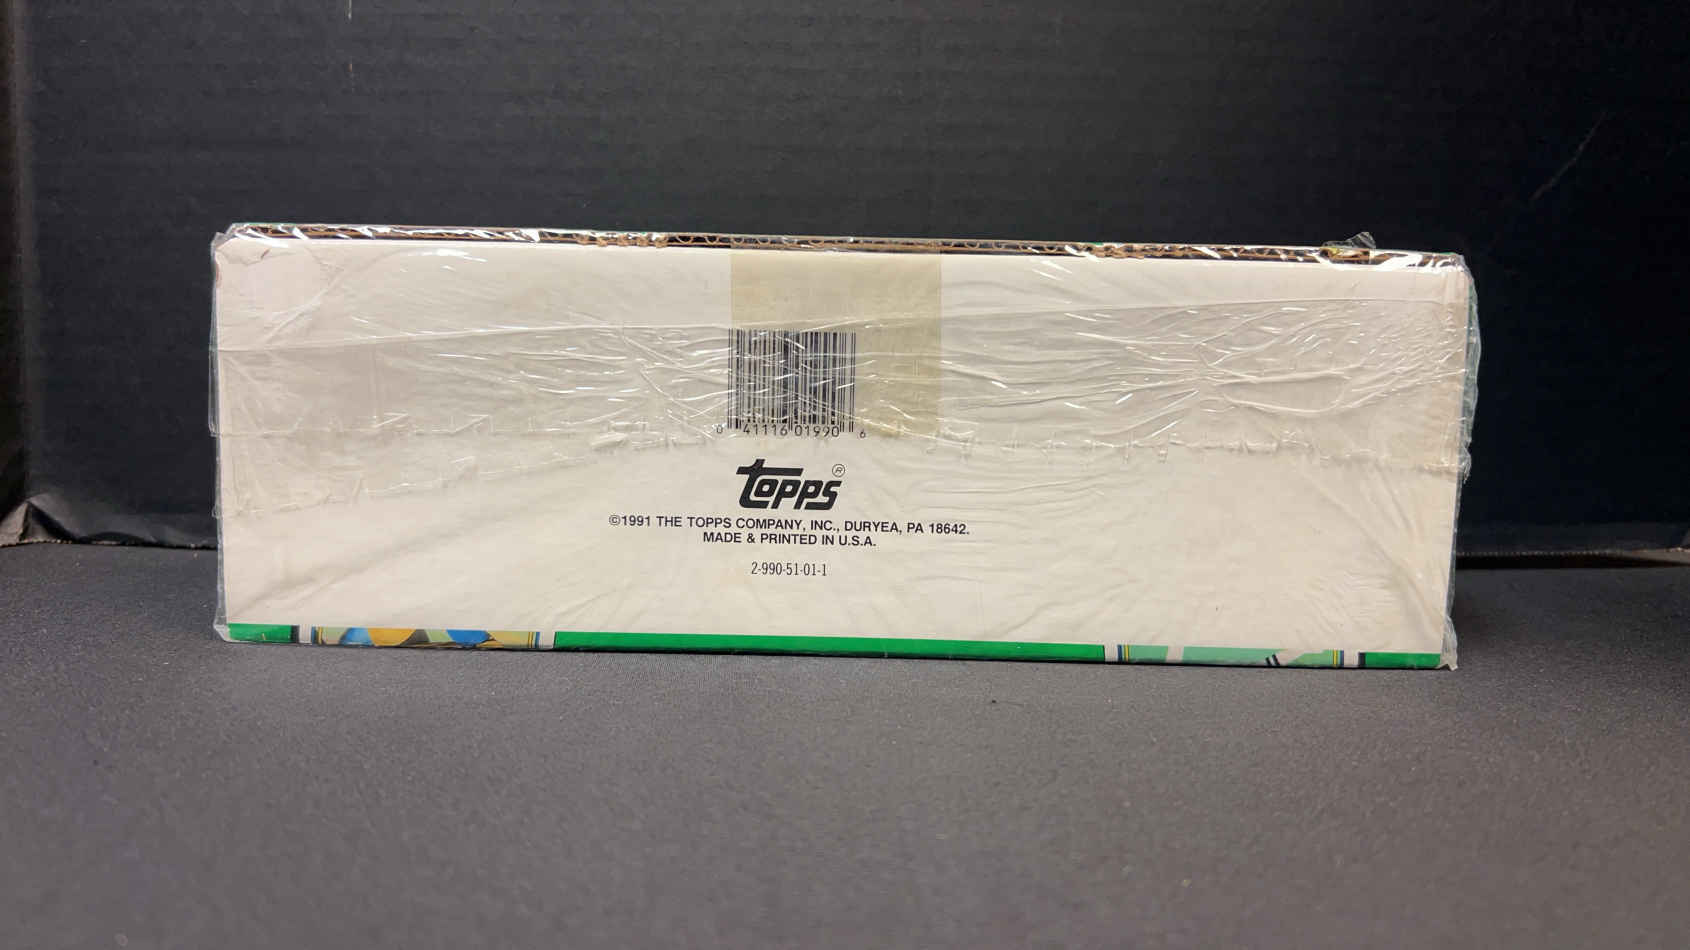 0 41116 01990 6
topps ®
©1991 THE TOPPS COMPANY, INC., DURYEA, PA 18642.
MADE & PRINTED IN U.S.A.
2-990-51-01-1